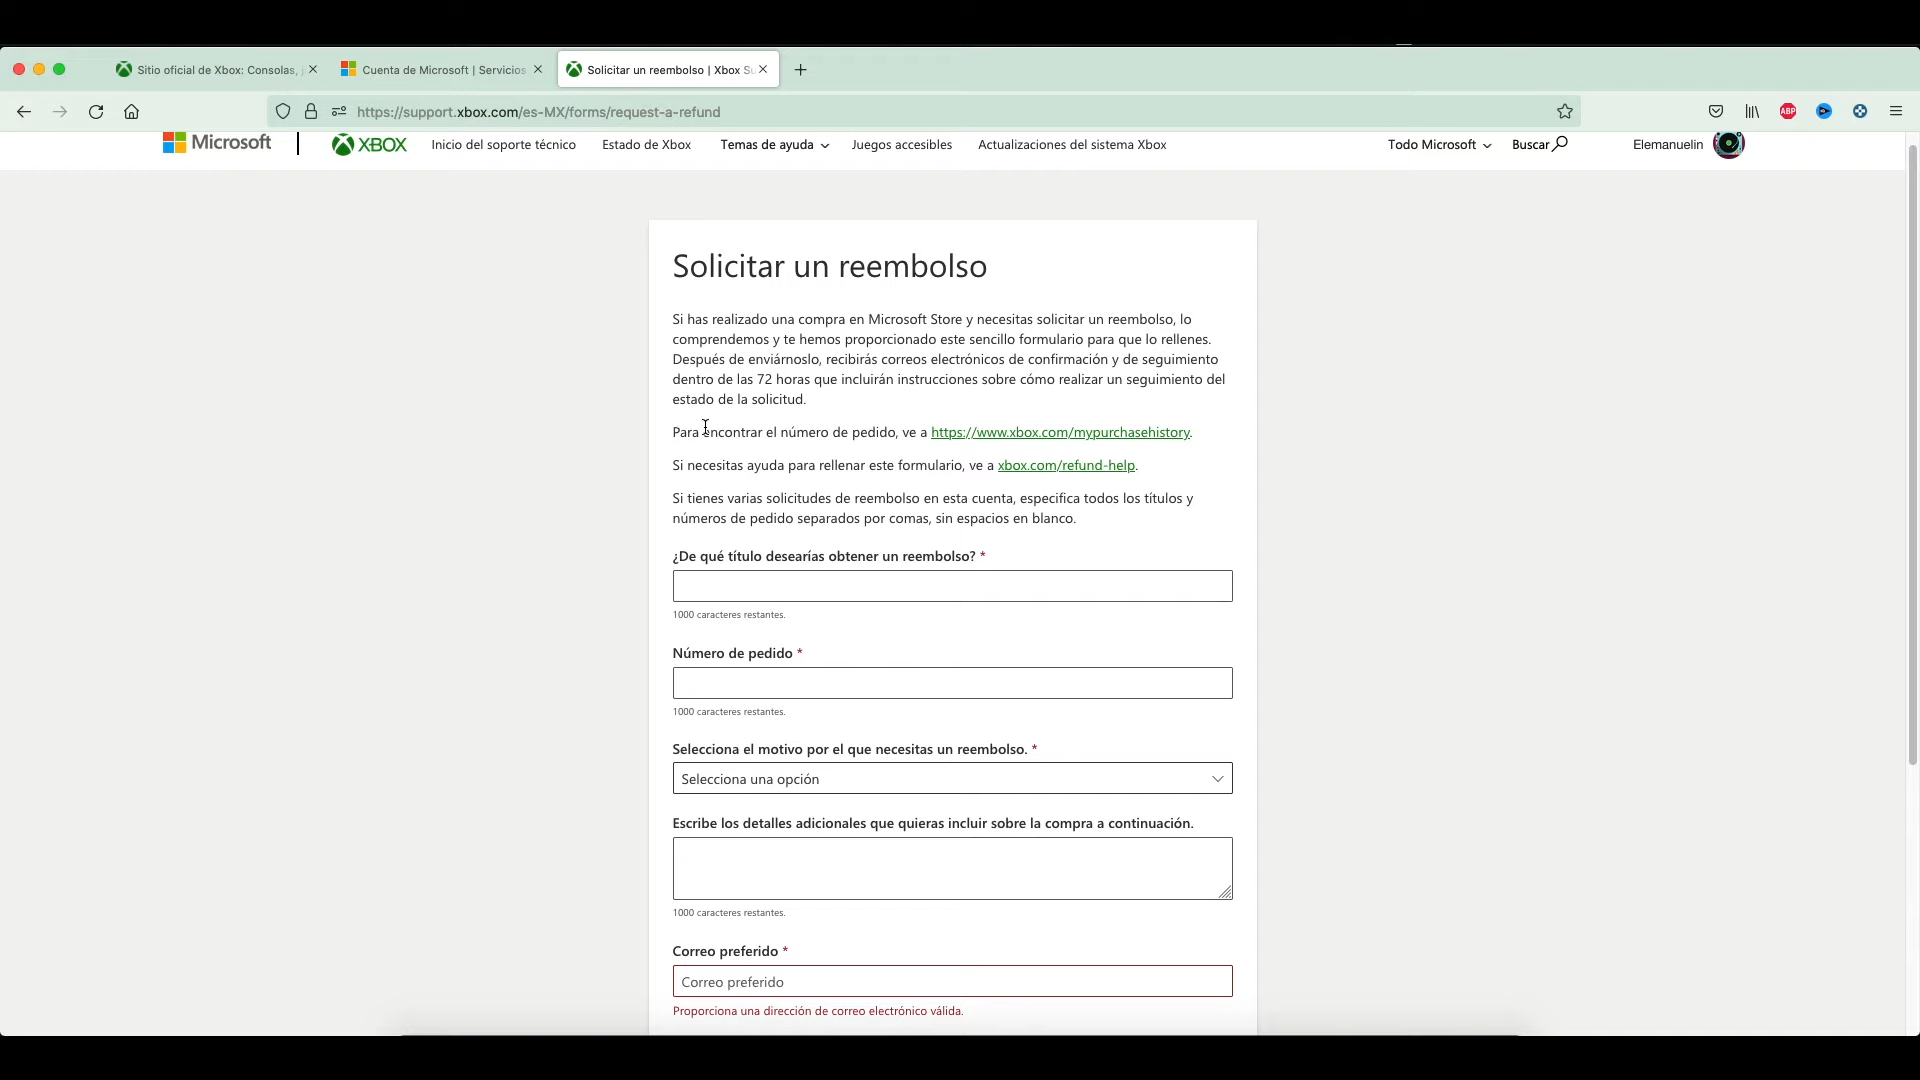 Sitio oficial de Xbox: Consolas, j
Cuenta de Microsoft | Servicios
Solicitar un reembolso | Xbox Su
https://support.xbox.com/es-MX/forms/request-a-refund
ABP
Microsoft
XBOX
Inicio del soporte técnico
Estado de Xbox
Temas de ayuda
Juegos accesibles
Actualizaciones del sistema Xbox
Todo Microsoft
Buscar
Elemanuelin
Solicitar un reembolso
Si has realizado una compra en Microsoft Store y necesitas solicitar un reembolso, lo
comprendemos y te hemos proporcionado este sencillo formulario para que lo rellenes.
Después de enviárnoslo, recibirás correos electrónicos de confirmación y de seguimiento
dentro de las 72 horas que incluirán instrucciones sobre cómo realizar un seguimiento del
estado de la solicitud.
Para encontrar el número de pedido, ve a https://www.xbox.com/mypurchasehistory.
Si necesitas ayuda para rellenar este formulario, ve a xbox.com/refund-help.
Si tienes varias solicitudes de reembolso en esta cuenta, especifica todos los títulos y
números de pedido separados por comas, sin espacios en blanco.
¿De qué título desearías obtener un reembolso? *
1000 caracteres restantes.
Número de pedido *
1000 caracteres restantes.
Selecciona el motivo por el que necesitas un reembolso. *
Selecciona una opción
Escribe los detalles adicionales que quieras incluir sobre la compra a continuación.
1000 caracteres restantes.
Correo preferido *
Correo preferido
Proporciona una dirección de correo electrónico válida.